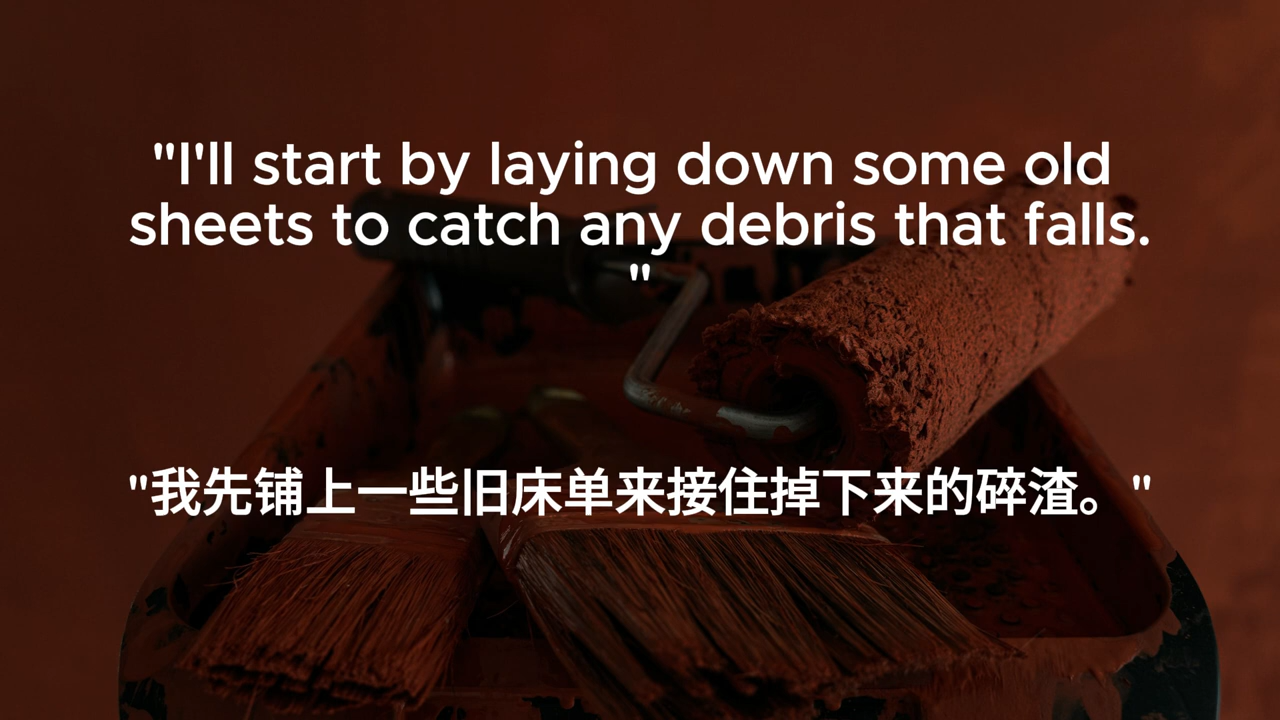 "I'll start by laying down some old
sheets to catch any debris that falls.
"
"我先铺上一些旧床单来接住掉下来的碎渣。"